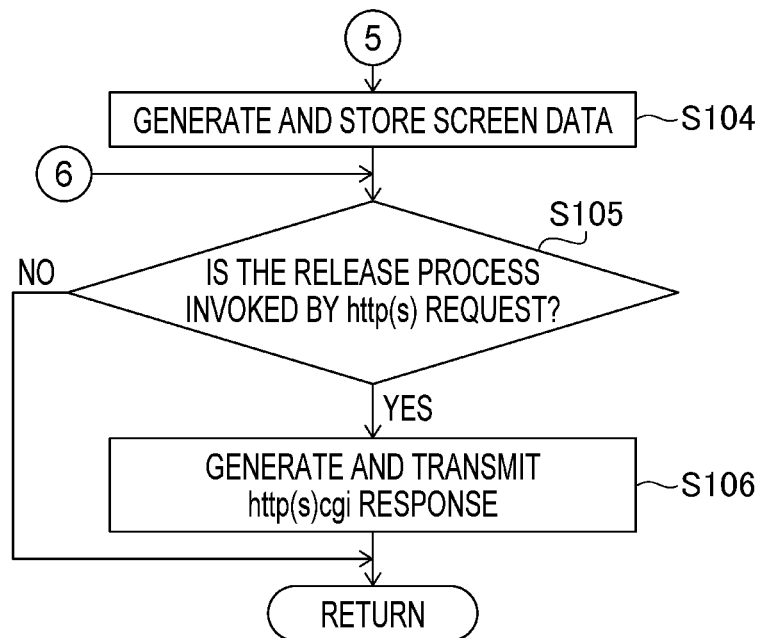 5
GENERATE AND STORE SCREEN DATA
S104
6
S105
NO
IS THE RELEASE PROCESS
INVOKED BY http(s) REQUEST?
YES
GENERATE AND TRANSMIT
http(s)cgi RESPONSE
S106
RETURN